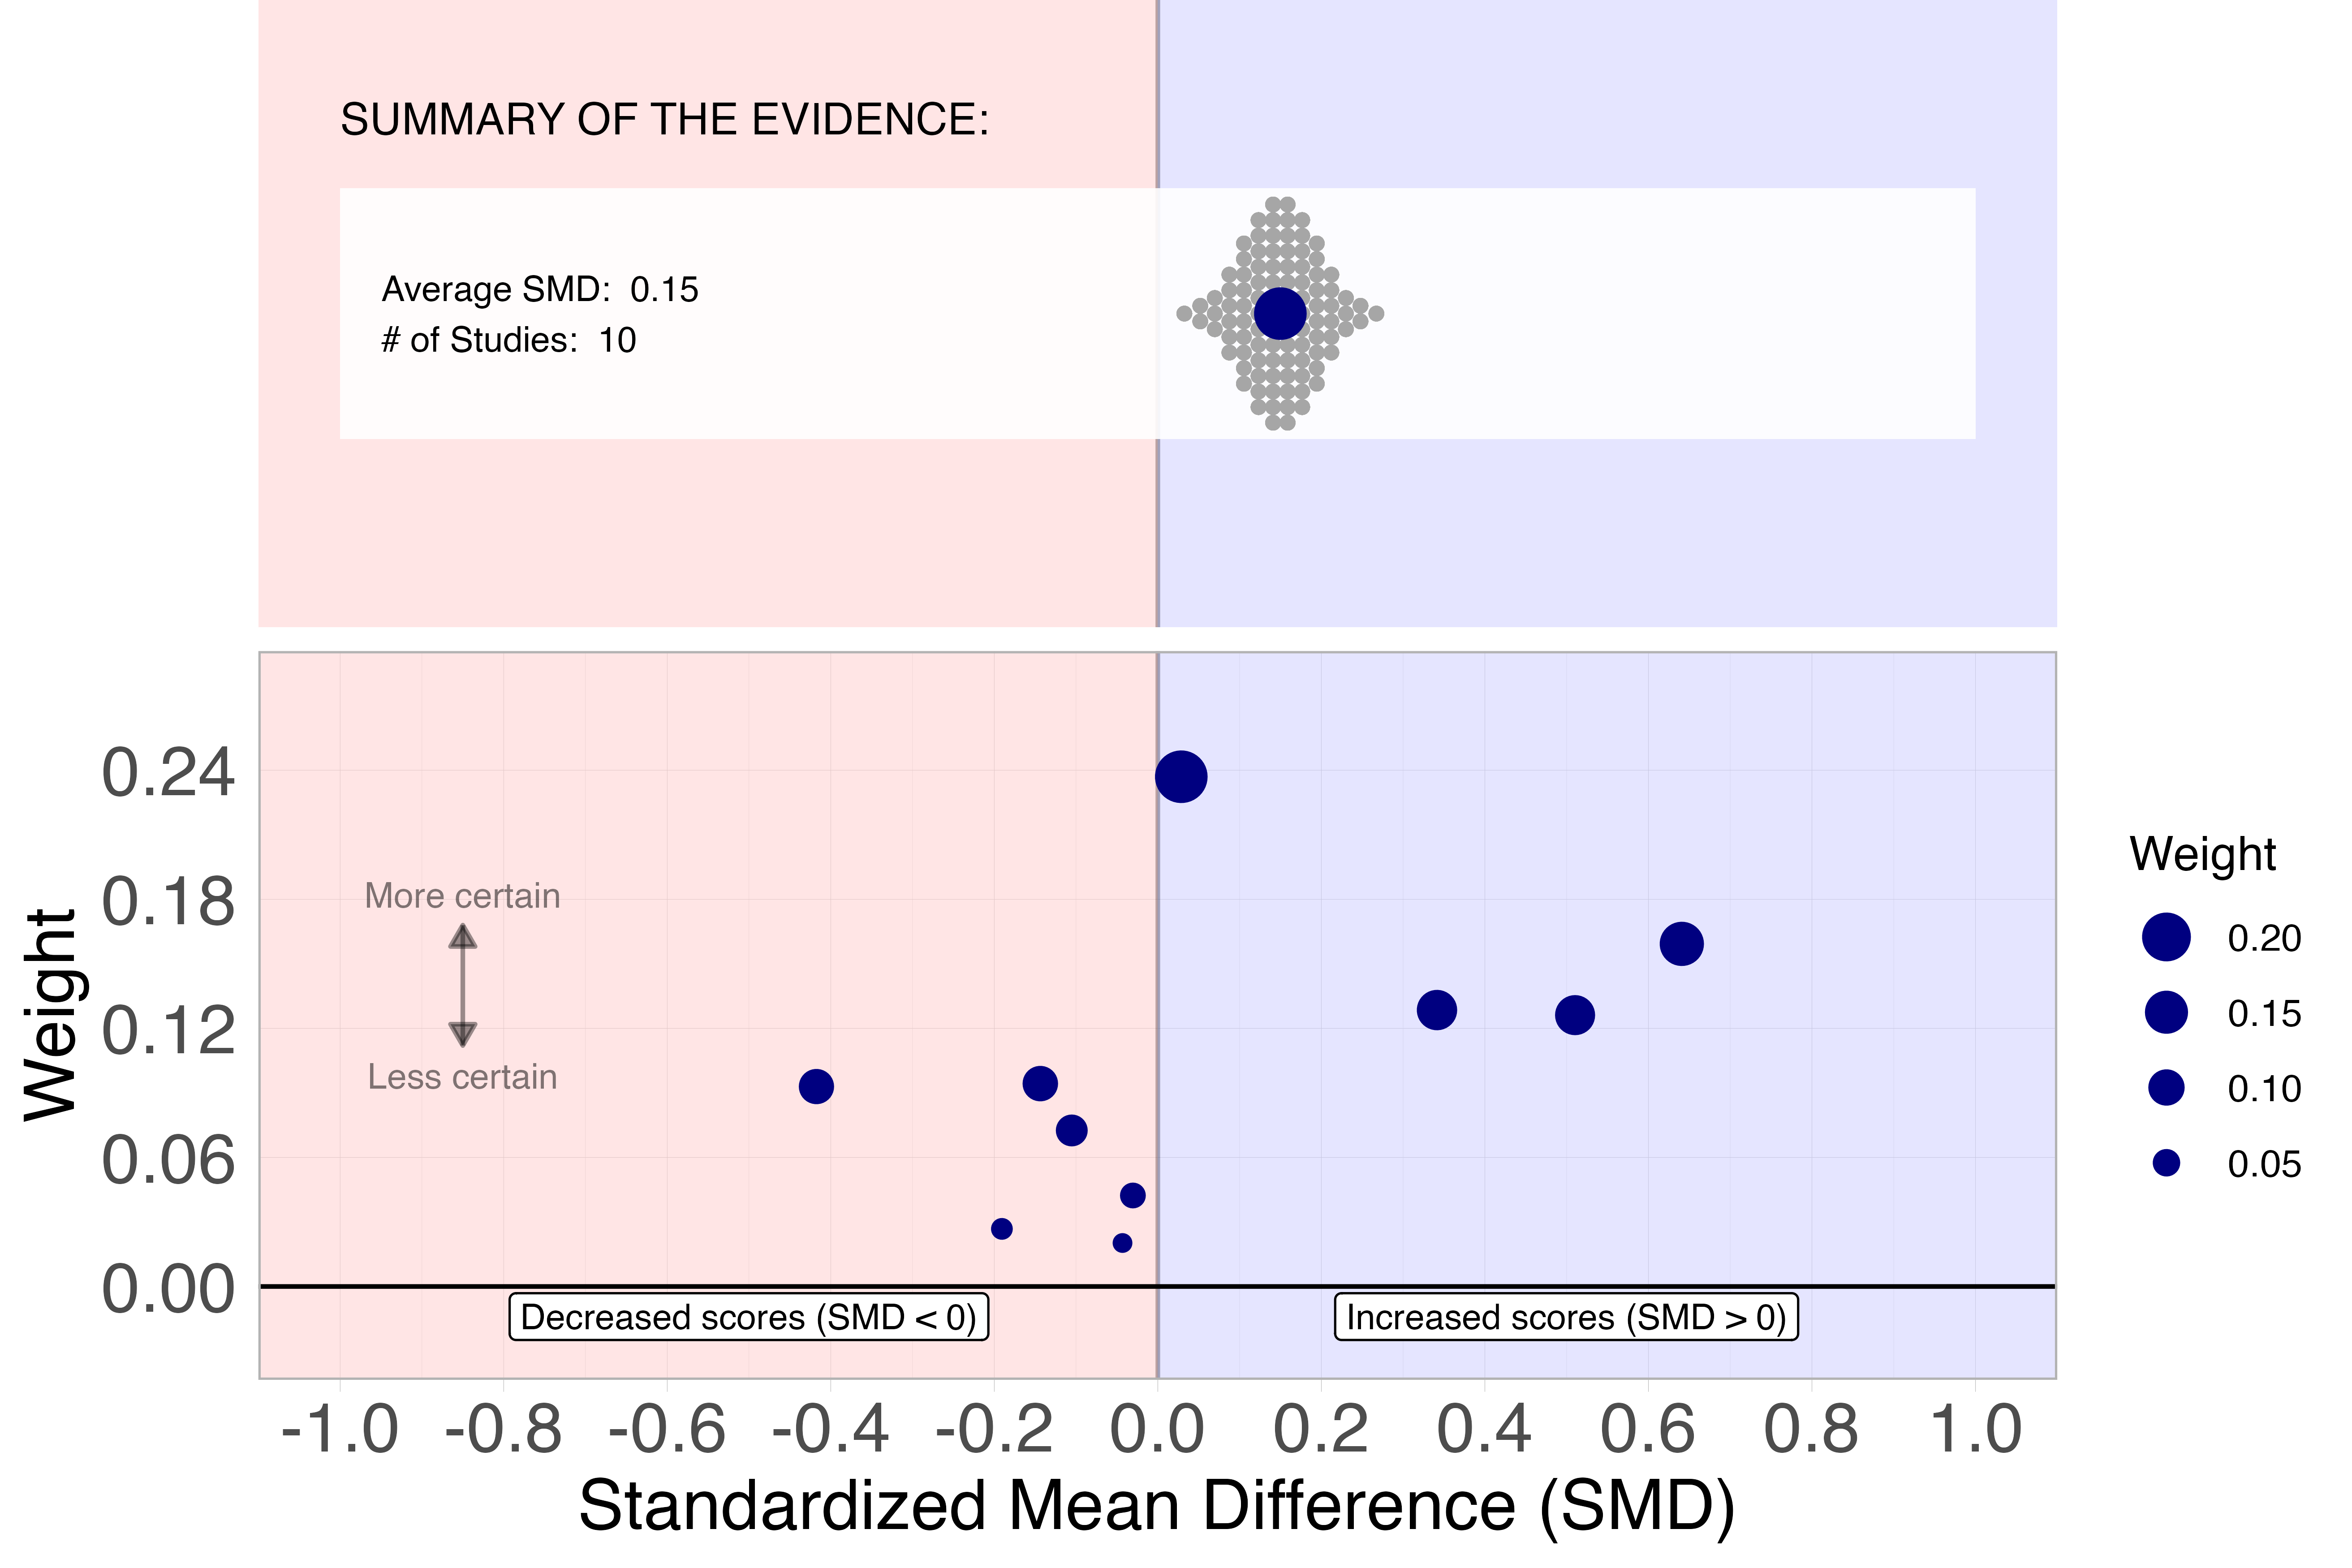 SUMMARY OF THE EVIDENCE:
Average SMD: 0.15
# of Studies: 10
Weight
0.24
0.18
0.12
0.06
0.00
More certain
Less certain
Decreased scores (SMD < 0)
Increased scores (SMD > 0)
-1.0 -0.8 -0.6 -0.4 -0.2 0.0 0.2 0.4 0.6 0.8 1.0
Standardized Mean Difference (SMD)
Weight
0.20
0.15
0.10
0.05